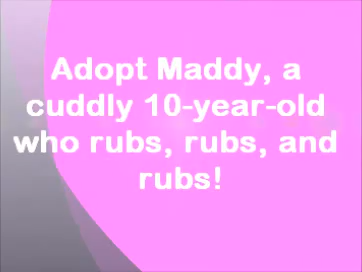 Adopt Maddy, a
cuddly 10-year-old
who rubs, rubs, and
rubs!